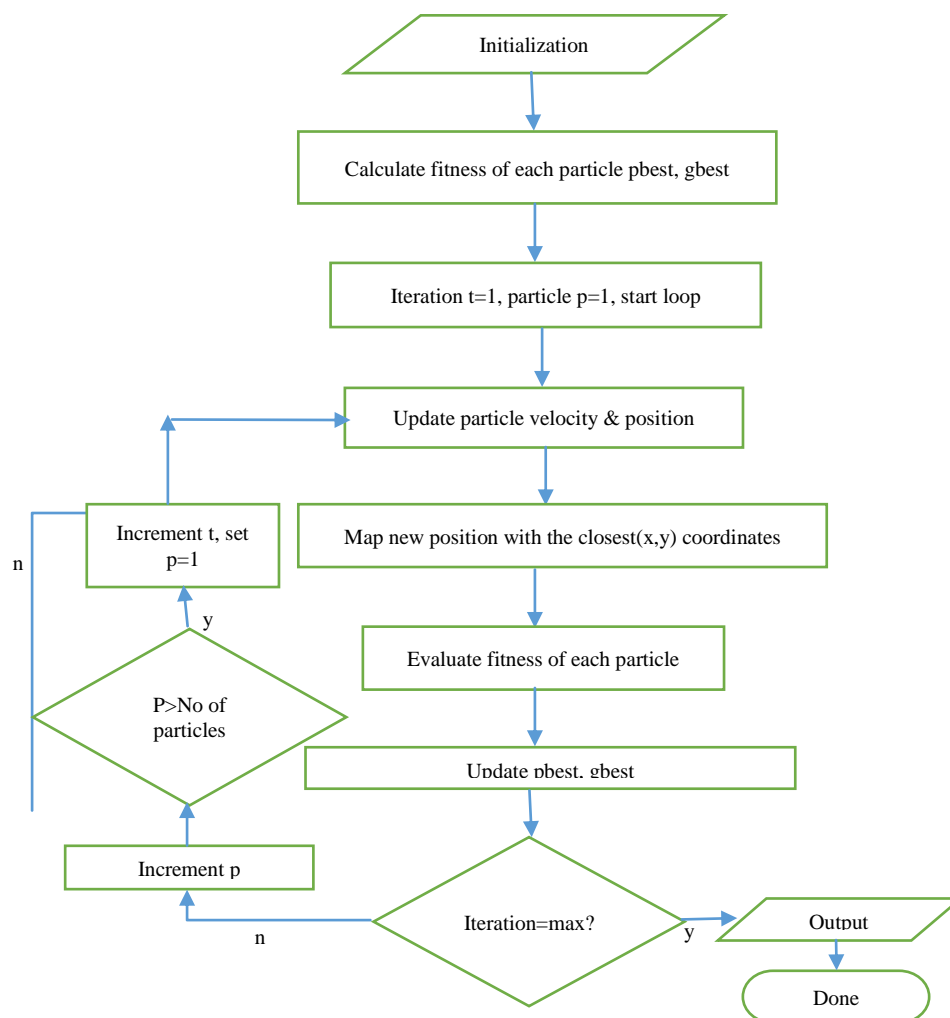 Initialization
Calculate fitness of each particle pbest, gbest
Iteration t=1, particle p=1, start loop
Update particle velocity & position
Map new position with the closest(x,y) coordinates
Evaluate fitness of each particle
Update pbest, gbest
Iteration=max?
y
Output
Done
n
Increment p
P>No of
particles
y
Increment t, set
p=1
n